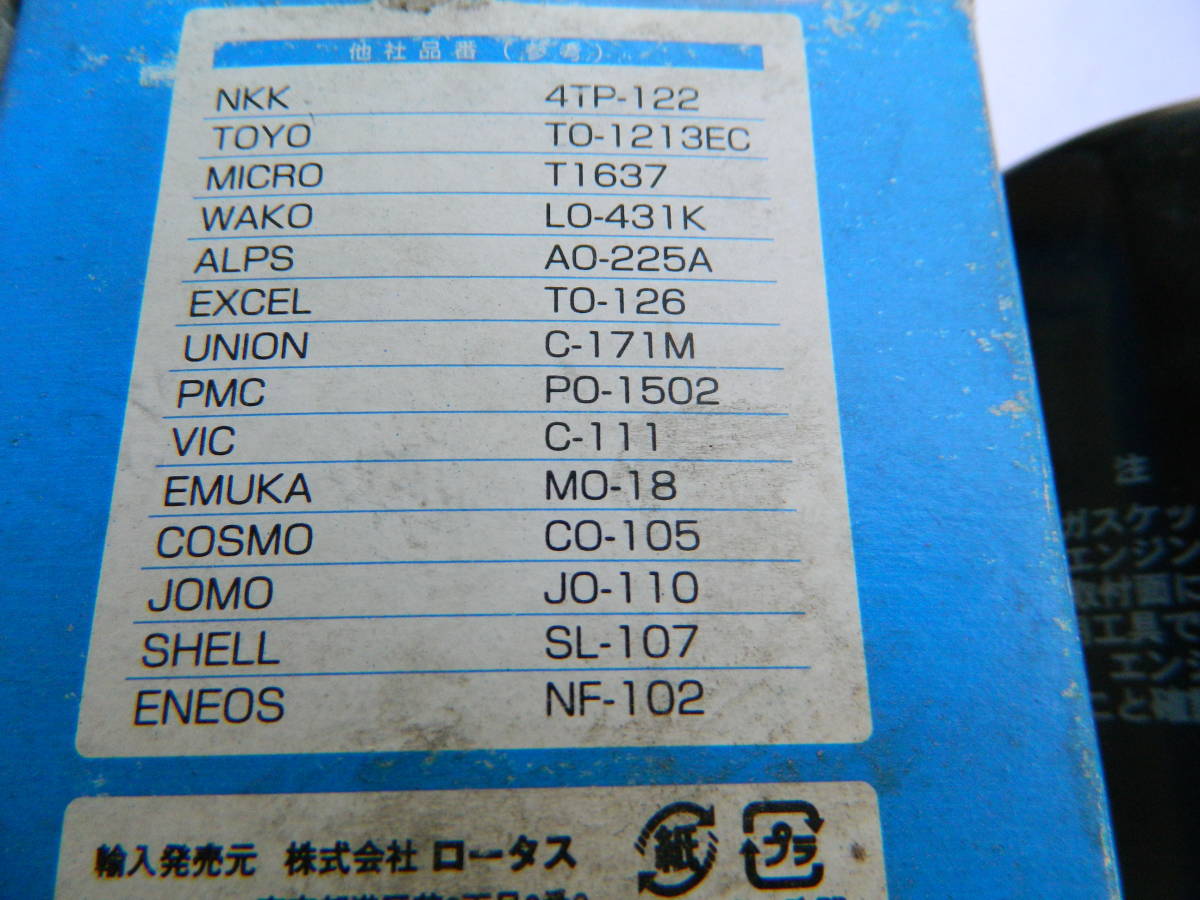 他社品番(参考)
NKK 4TP-122
TOYO TO-1213EC
MICRO T1637
WAKO LO-431K
ALPS AO-225A
EXCEL TO-126
UNION C-171M
PMC PO-1502
VIC C-111
EMUKA MO-18
COSMO CO-105
JOMO JO-110
SHELL SL-107
ENEOS NF-102
輸入発売元 株式会社 ロータス
紙
プラ
注
ガスケッ
エンジン
取付面に
工具で
エンジ
こと確